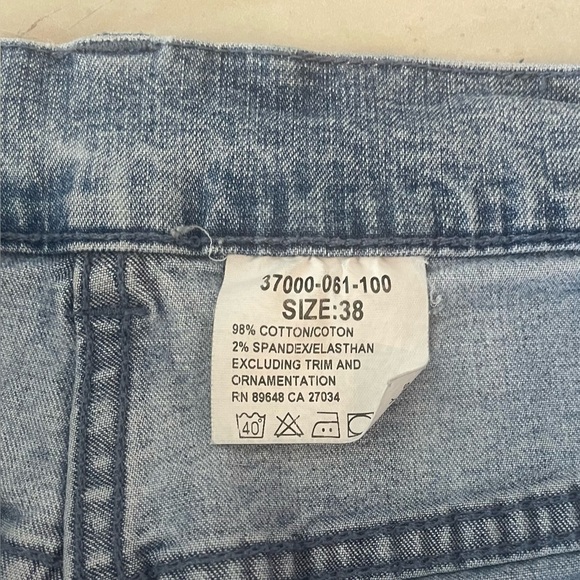 37000-061-100
SIZE:38
98% COTTON/COTON
2% SPANDEX/ELASTHAN
EXCLUDING TRIM AND
ORNAMENTATION
RN 89648 CA 27034
40°